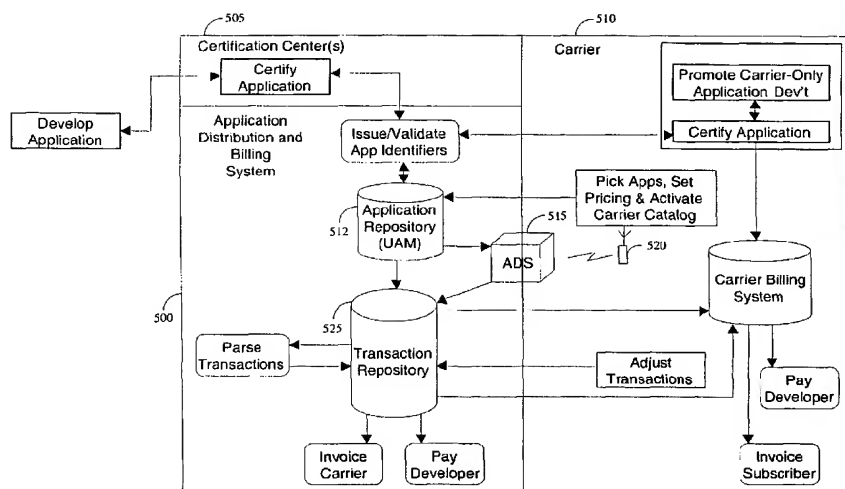 505
510
Certification Center(s)
Carrier
Certify
Application
Promote Carrier-Only
Application Dev't
Develop
Application
Application
Distribution and
Billing
System
Issue/Validate
App Identifiers
Certify Application
Pick Apps, Set
Pricing & Activate
Carrier Catalog
512
Application
Repository
(UAM)
515
ADS
520
Carrier Billing
System
500
525
Parse
Transactions
Transaction
Repository
Adjust
Transactions
Pay
Developer
Invoice
Carrier
Pay
Developer
Invoice
Subscriber